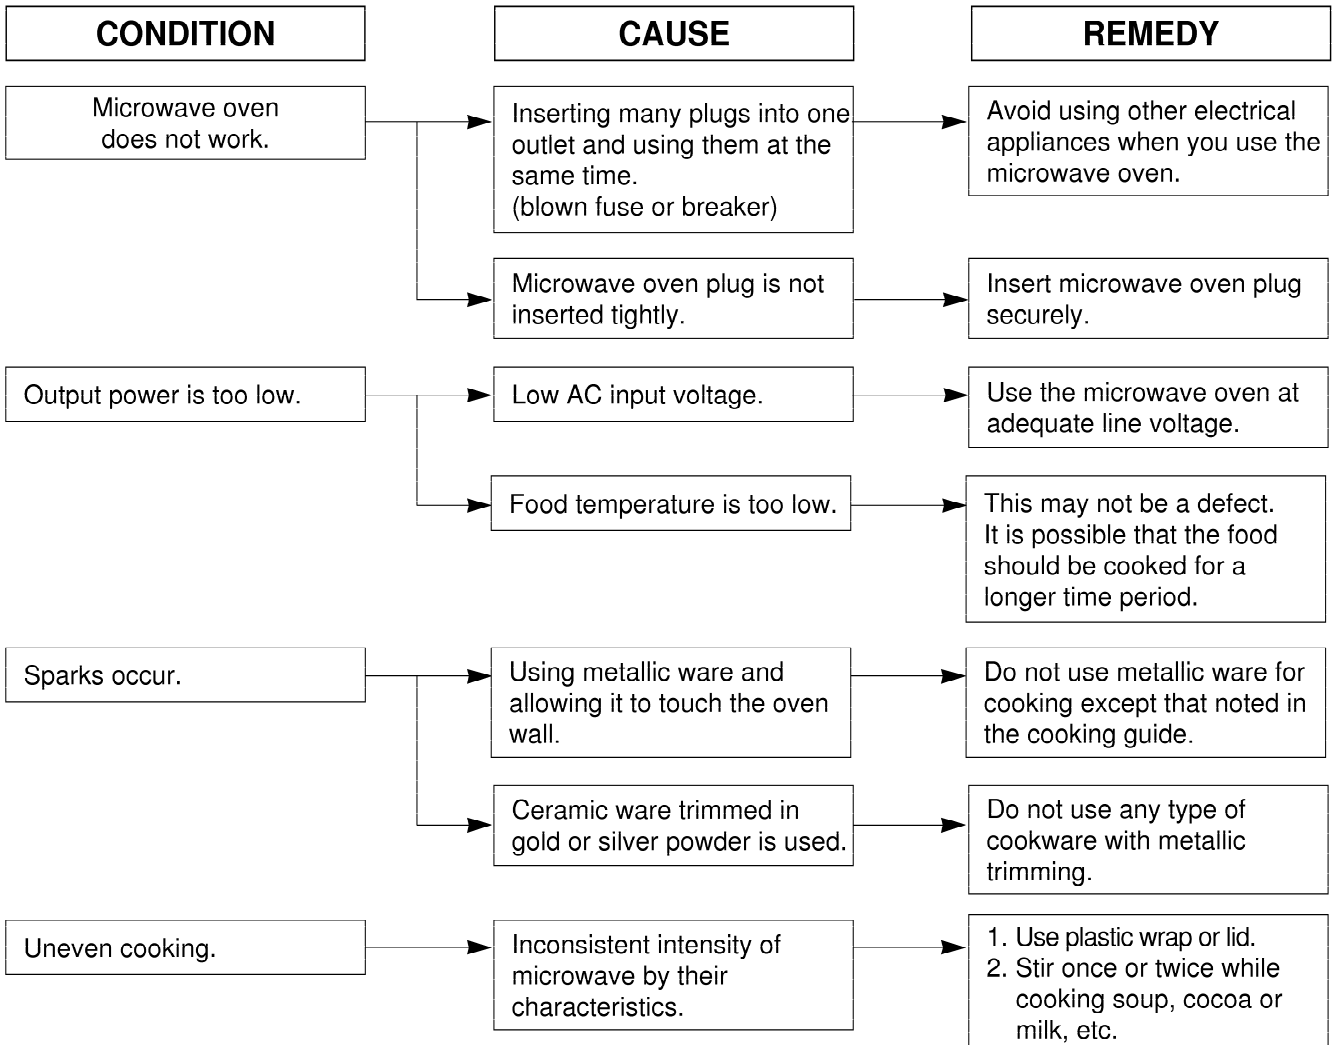 CONDITION
CAUSE
REMEDY
Microwave oven
does not work.
Inserting many plugs into one
outlet and using them at the
same time.
(blown fuse or breaker)
Avoid using other electrical
appliances when you use the
microwave oven.
Microwave oven plug is not
inserted tightly.
Insert microwave oven plug
securely.
Output power is too low.
Low AC input voltage.
Use the microwave oven at
adequate line voltage.
Food temperature is too low.
This may not be a defect.
It is possible that the food
should be cooked for a
longer time period.
Sparks occur.
Using metallic ware and
allowing it to touch the oven
wall.
Do not use metallic ware for
cooking except that noted in
the cooking guide.
Ceramic ware trimmed in
gold or silver powder is used.
Do not use any type of
cookware with metallic
trimming.
Uneven cooking.
Inconsistent intensity of
microwave by their
characteristics.
1. Use plastic wrap or lid.
2. Stir once or twice while
cooking soup, cocoa or
milk, etc.